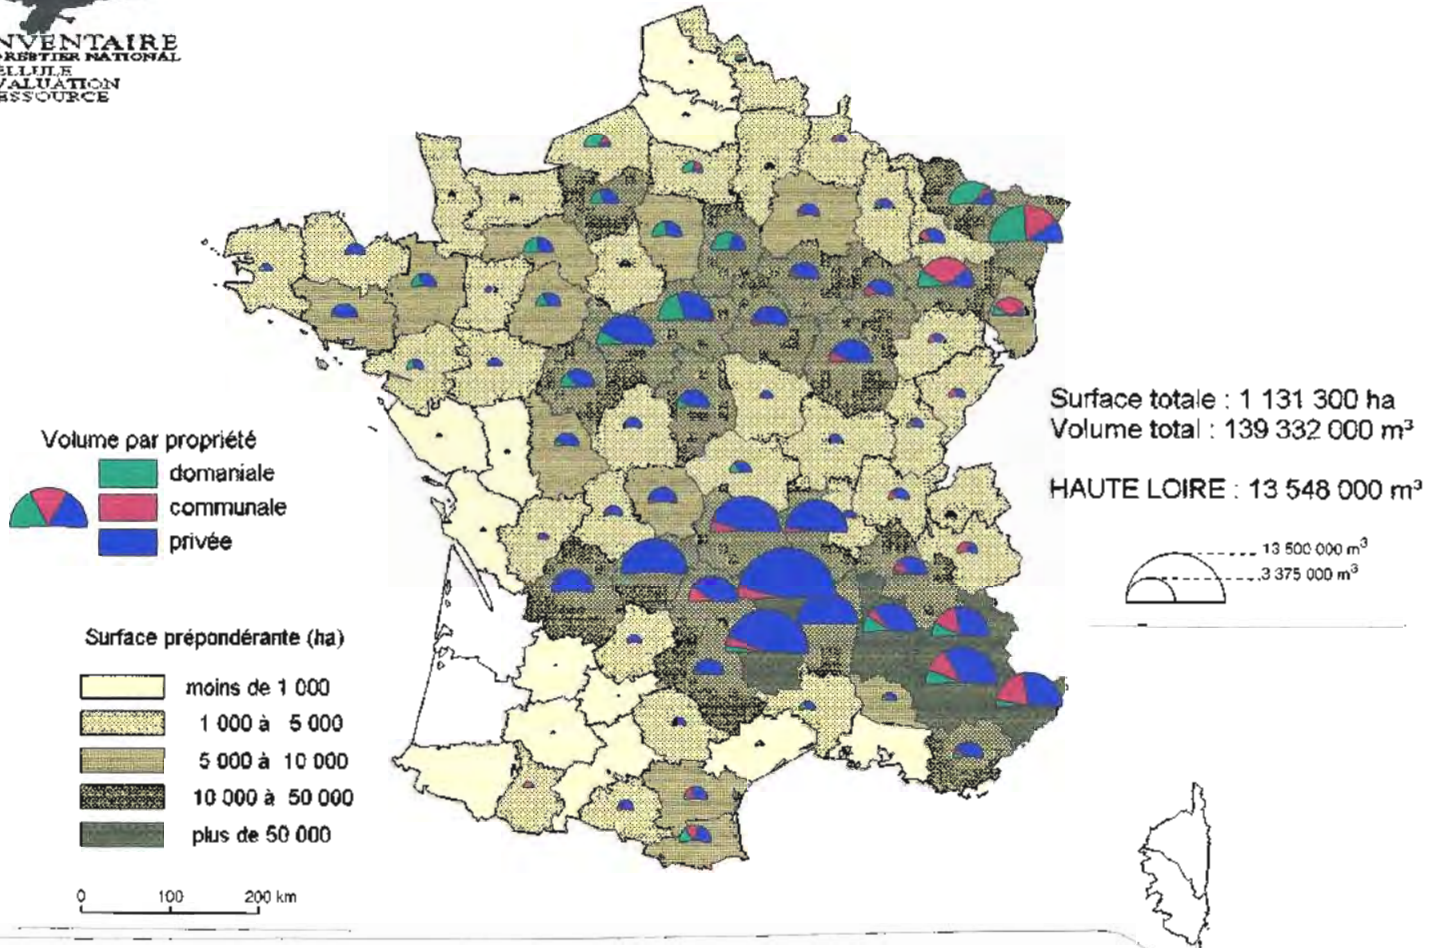 NVENTAIRE
FORESTIER NATIONAL
ELLULE
VALUATION
ESSOURCE
Surface totale : 1 131 300 ha
Volume total : 139 332 000 m³
HAUTE LOIRE : 13 548 000 m³
13 500 000 m³
3 375 000 m³
Volume par propriété
domaniale
communale
privée
Surface prépondérante (ha)
moins de 1 000
1 000 à 5 000
5 000 à 10 000
10 000 à 50 000
plus de 50 000
0 100 200 km